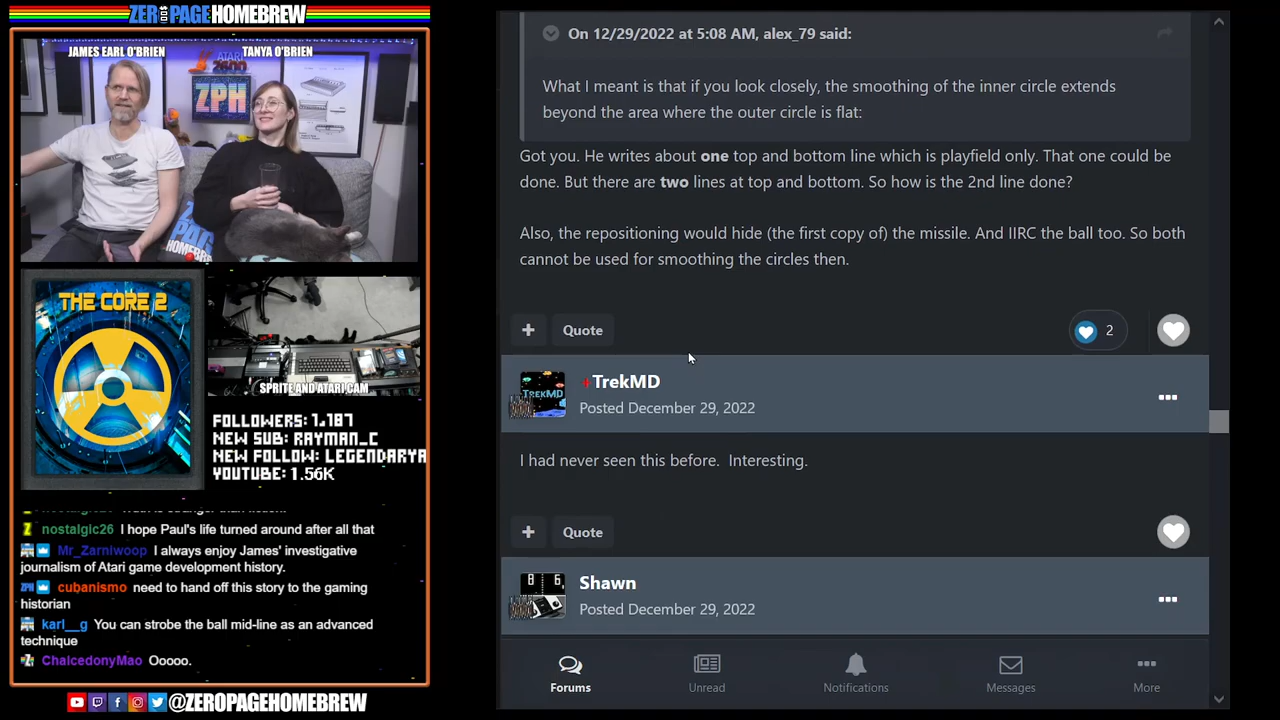 ZERO PAGE HOMEBREW
JAMES EARL O'BRIEN
TANYA O'BRIEN
ZPH
THE CORE 2
SPRITE AND ATARI CAM
FOLLOWERS: 1,187
NEW SUB: RAYMAN_C
NEW FOLLOW: LEGENDARYA
YOUTUBE: 1.56K
nostalgic26 I hope Paul's life turned around after all that
Mr_Zarniwoop I always enjoy James' investigative
journalism of Atari game development history.
cubanismo need to hand off this story to the gaming
historian
karl__g You can strobe the ball mid-line as an advanced
technique
ChalcedonyMao Ooooo.
@ZEROPAGEHOMEBREW
On 12/29/2022 at 5:08 AM, alex_79 said:
What I meant is that if you look closely, the smoothing of the inner circle extends
beyond the area where the outer circle is flat:
Got you. He writes about one top and bottom line which is playfield only. That one could be
done. But there are two lines at top and bottom. So how is the 2nd line done?
Also, the repositioning would hide (the first copy of) the missile. And IIRC the ball too. So both
cannot be used for smoothing the circles then.
+ Quote
2
+TrekMD
Posted December 29, 2022
I had never seen this before. Interesting.
+ Quote
Shawn
Posted December 29, 2022
Forums
Unread
Notifications
Messages
More